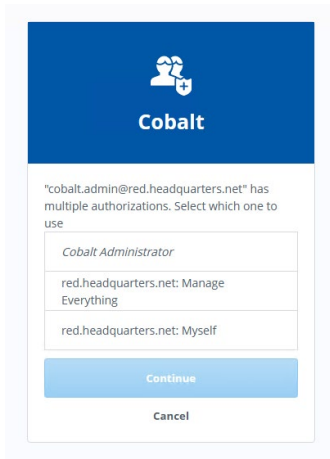 Cobalt
"cobalt.admin@red.headquarters.net" has
multiple authorizations. Select which one to
use
Cobalt Administrator
red.headquarters.net: Manage
Everything
red.headquarters.net: Myself
Continue
Cancel